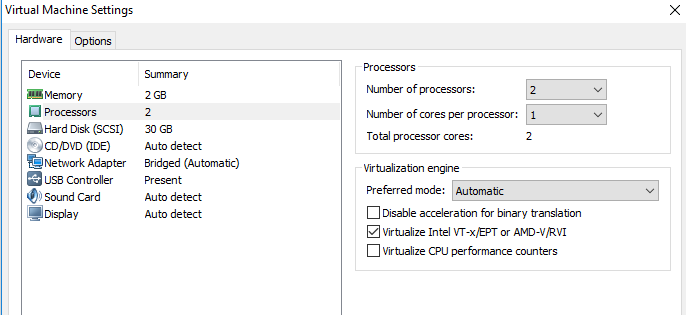 Virtual Machine Settings
Hardware Options
Device Summary
Memory 2 GB
Processors 2
Hard Disk (SCSI) 30 GB
CD/DVD (IDE) Auto detect
Network Adapter Bridged (Automatic)
USB Controller Present
Sound Card Auto detect
Display Auto detect
Processors
Number of processors: 2
Number of cores per processor: 1
Total processor cores: 2
Virtualization engine
Preferred mode: Automatic
Disable acceleration for binary translation
Virtualize Intel VT-x/EPT or AMD-V/RVI
Virtualize CPU performance counters